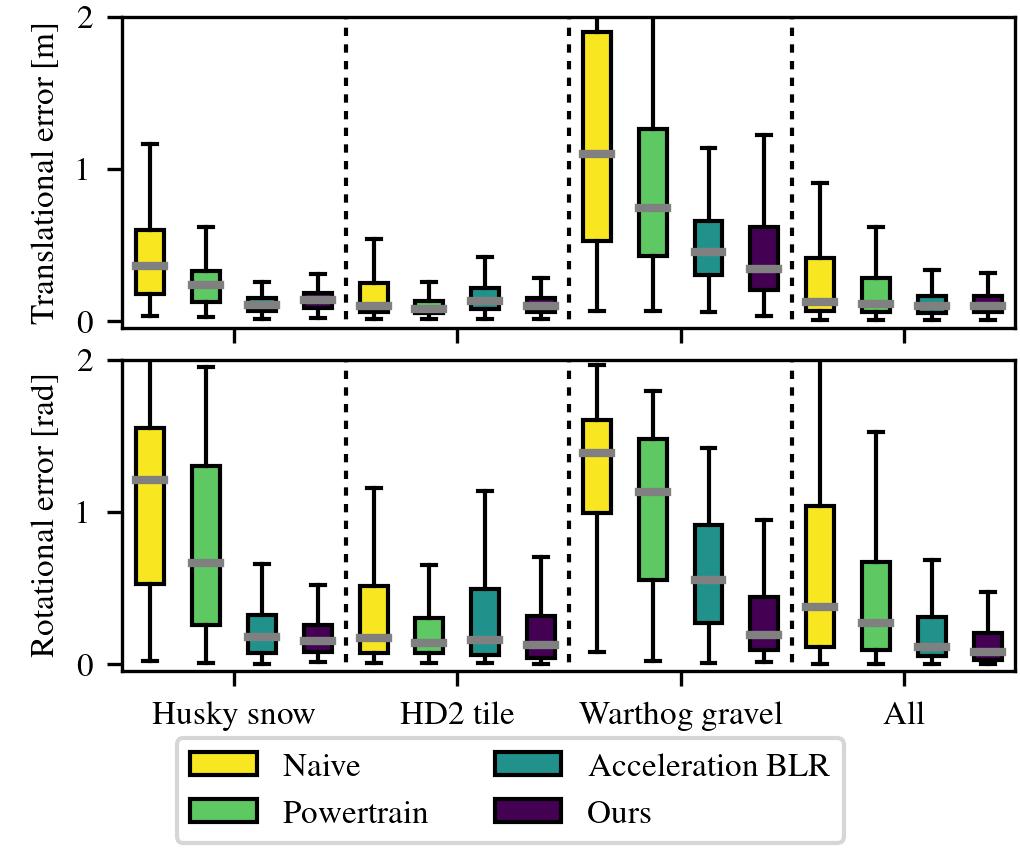 Translational error [m]
2
1
0
Rotational error [rad]
2
1
0
Husky snow HD2 tile Warthog gravel All
Naive Acceleration BLR
Powertrain Ours